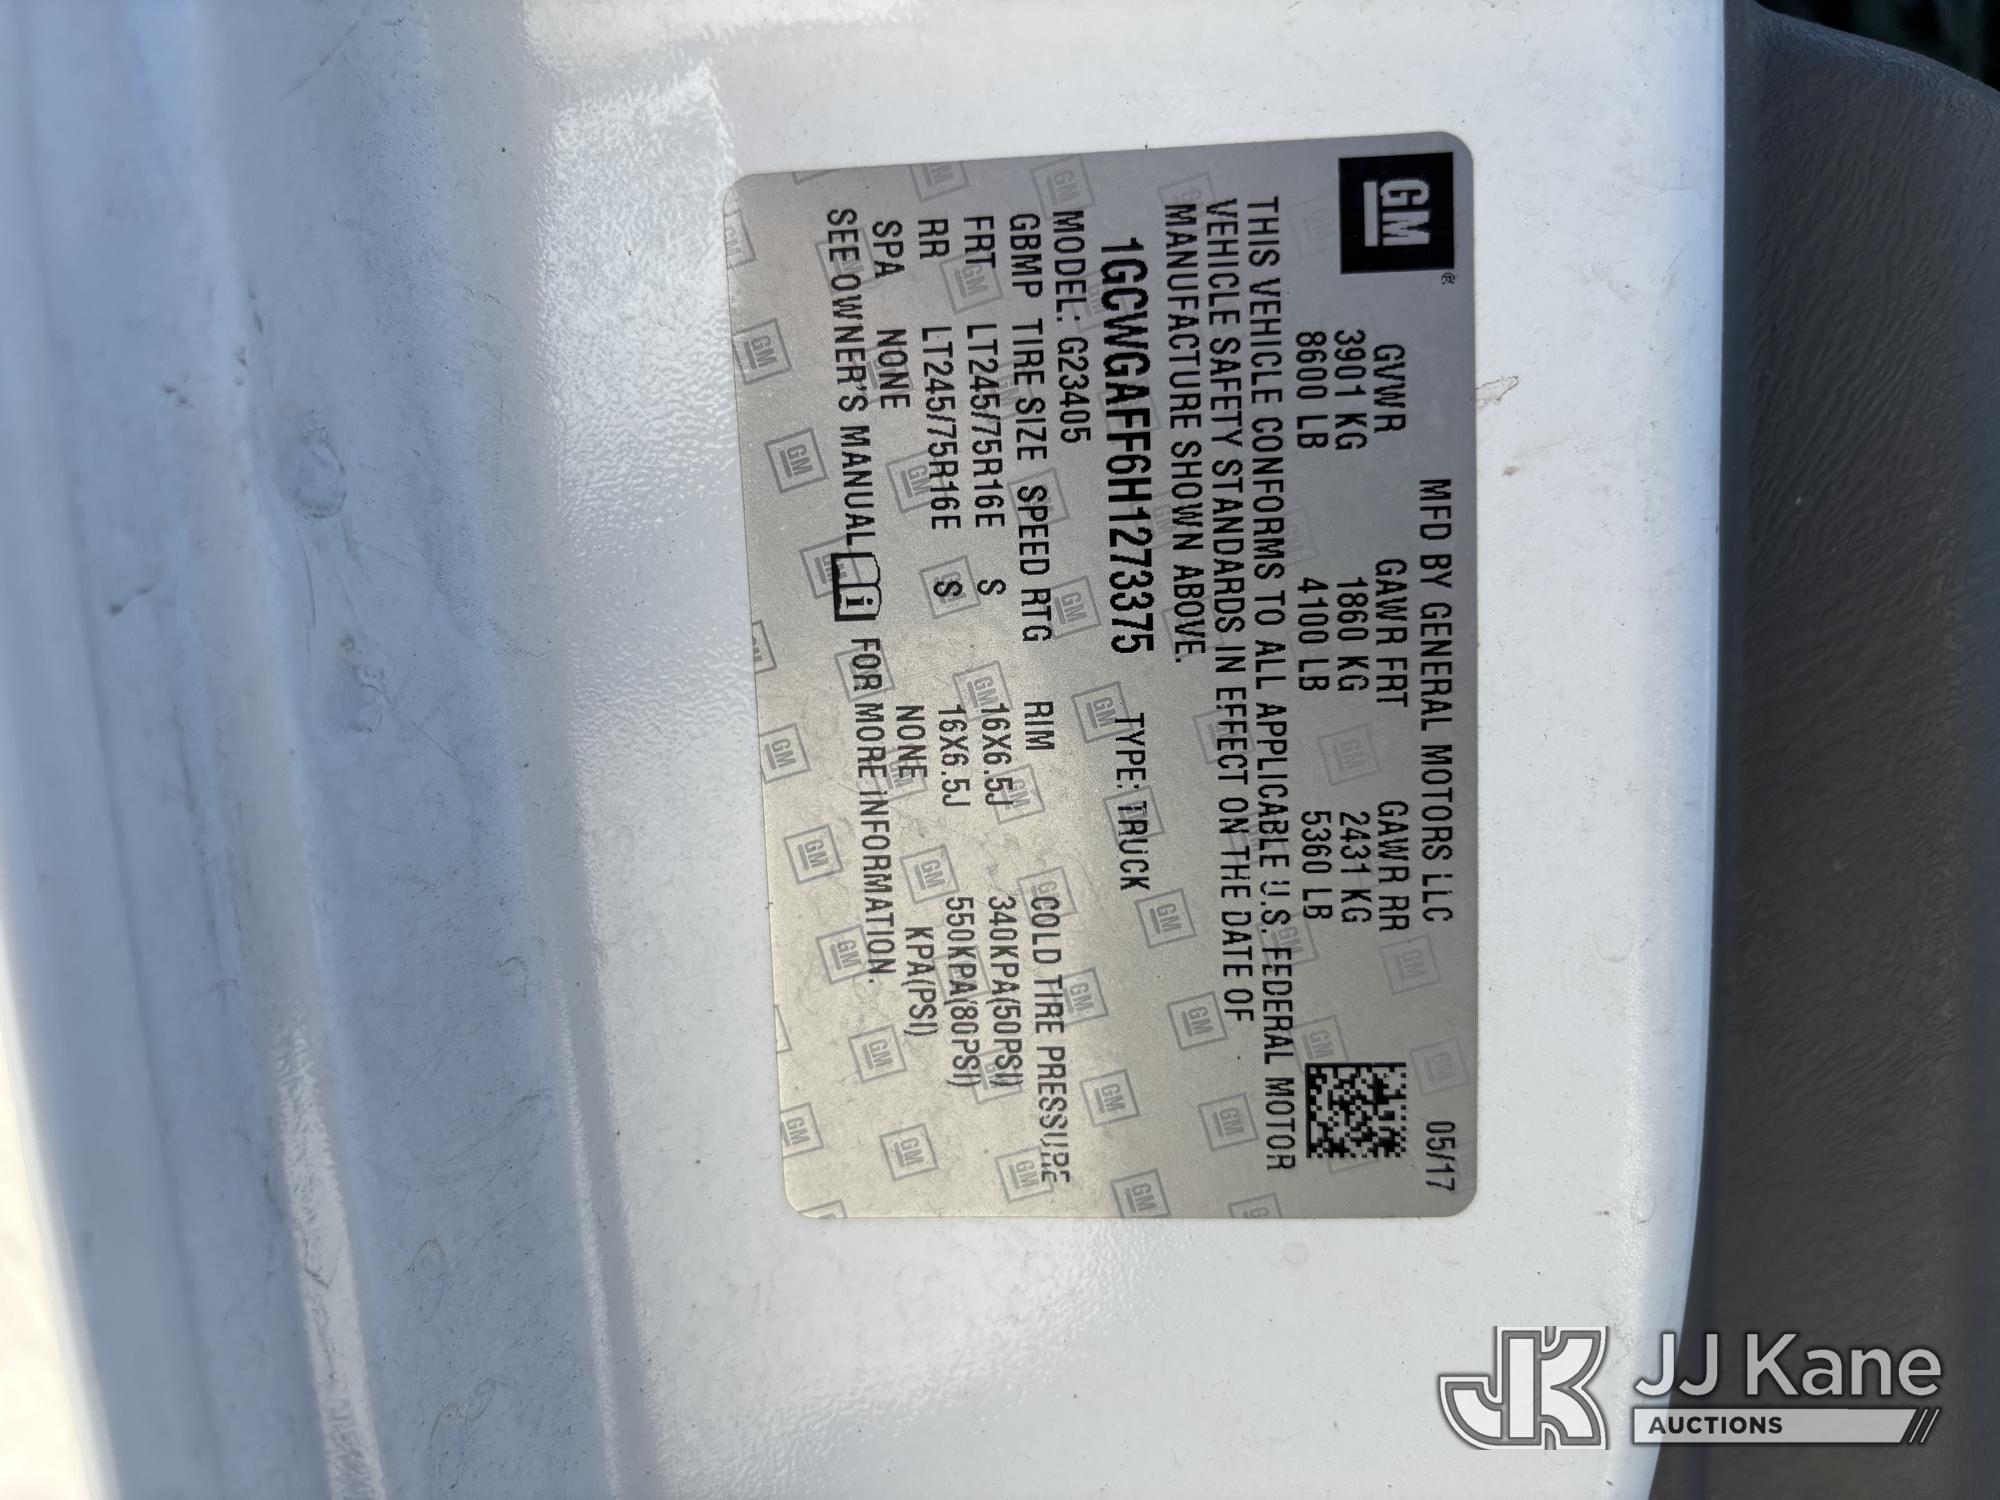 GM ®
MFD BY GENERAL MOTORS LLC 05/17
GVWR GAWR FRT GAWR RR
3901 KG 1860 KG 2431 KG
8600 LB 4100 LB 5360 LB
THIS VEHICLE CONFORMS TO ALL APPLICABLE U.S. FEDERAL MOTOR
VEHICLE SAFETY STANDARDS IN EFFECT ON THE DATE OF
MANUFACTURE SHOWN ABOVE.
1GCWGAFF6H1273375 TYPE: TRUCK
MODEL: G23405
GBMP TIRE SIZE SPEED RTG RIM COLD TIRE PRESSURE
FRT LT245/75R16E S 16X6.5J 340KPA(50PSI)
RR LT245/75R16E S 16X6.5J 550KPA(80PSI)
SPA NONE NONE KPA(PSI)
SEE OWNER'S MANUAL i FOR MORE INFORMATION.
JK JJ Kane
AUCTIONS